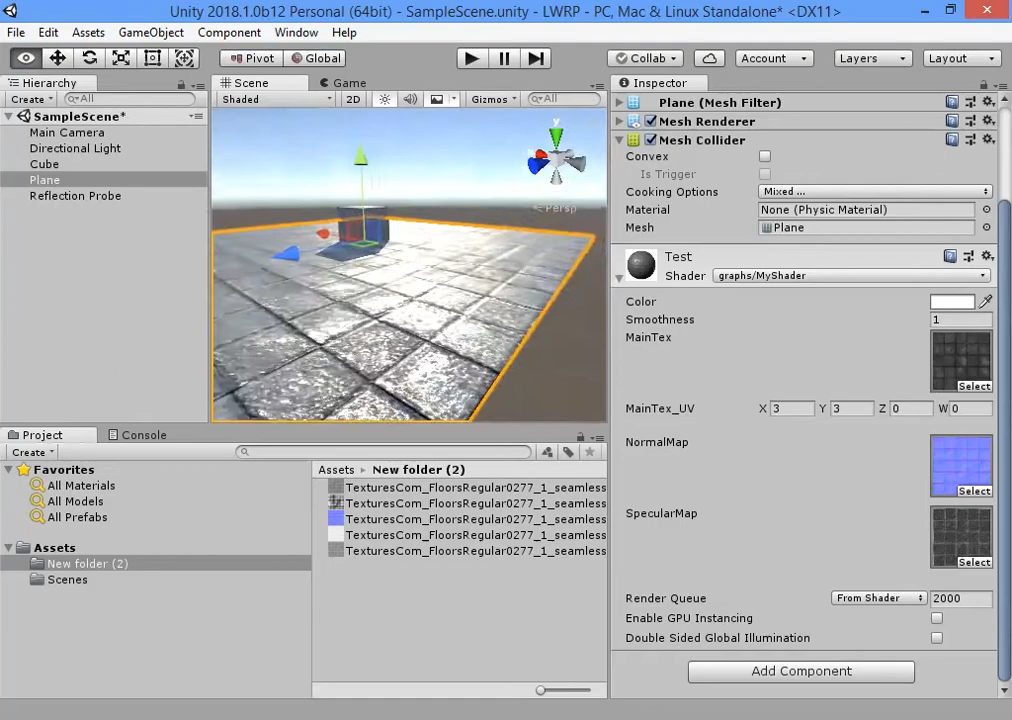 Unity 2018.1.0b12 Personal (64bit) - SampleScene.unity - LWRP - PC, Mac & Linux Standalone* <DX11>
File Edit Assets GameObject Component Window Help
Pivot Global Collab Account Layers Layout
Hierarchy
Create All
SampleScene*
Main Camera
Directional Light
Cube
Plane
Reflection Probe
Scene Game
Shaded 2D Gizmos All
y
Persp
Inspector
Plane (Mesh Filter)
Mesh Renderer
Mesh Collider
Convex
Is Trigger
Cooking Options Mixed ...
Material None (Physic Material)
Mesh Plane
Test
Shader graphs/MyShader
Color
Smoothness 1
MainTex
Select
MainTex_UV X 3 Y 3 Z 0 W 0
NormalMap
Select
SpecularMap
Select
Render Queue From Shader 2000
Enable GPU Instancing
Double Sided Global Illumination
Add Component
Project Console
Create
Favorites
All Materials
All Models
All Prefabs
Assets
New folder (2)
Scenes
Assets New folder (2)
TexturesCom_FloorsRegular0277_1_seamless
TexturesCom_FloorsRegular0277_1_seamless
TexturesCom_FloorsRegular0277_1_seamless
TexturesCom_FloorsRegular0277_1_seamless
TexturesCom_FloorsRegular0277_1_seamless